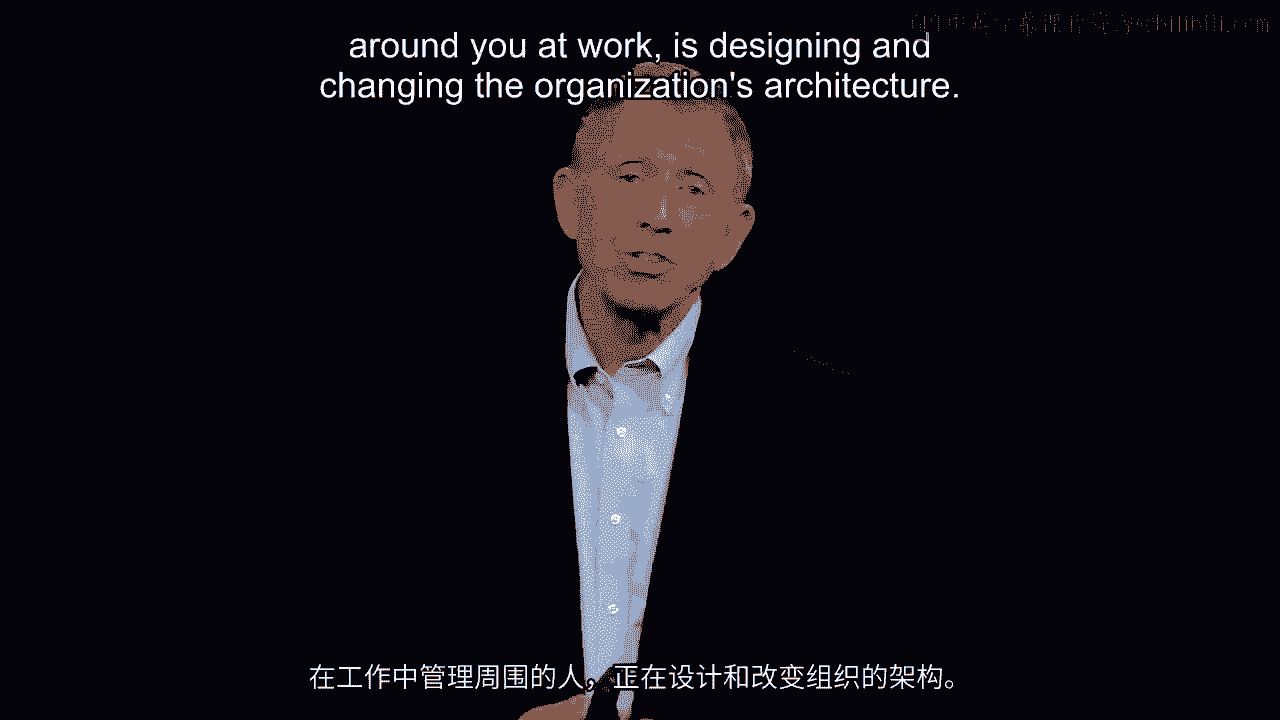 around you at work, is designing and
changing the organization's architecture.
在工作中管理周围的人，正在设计和改变组织的架构。